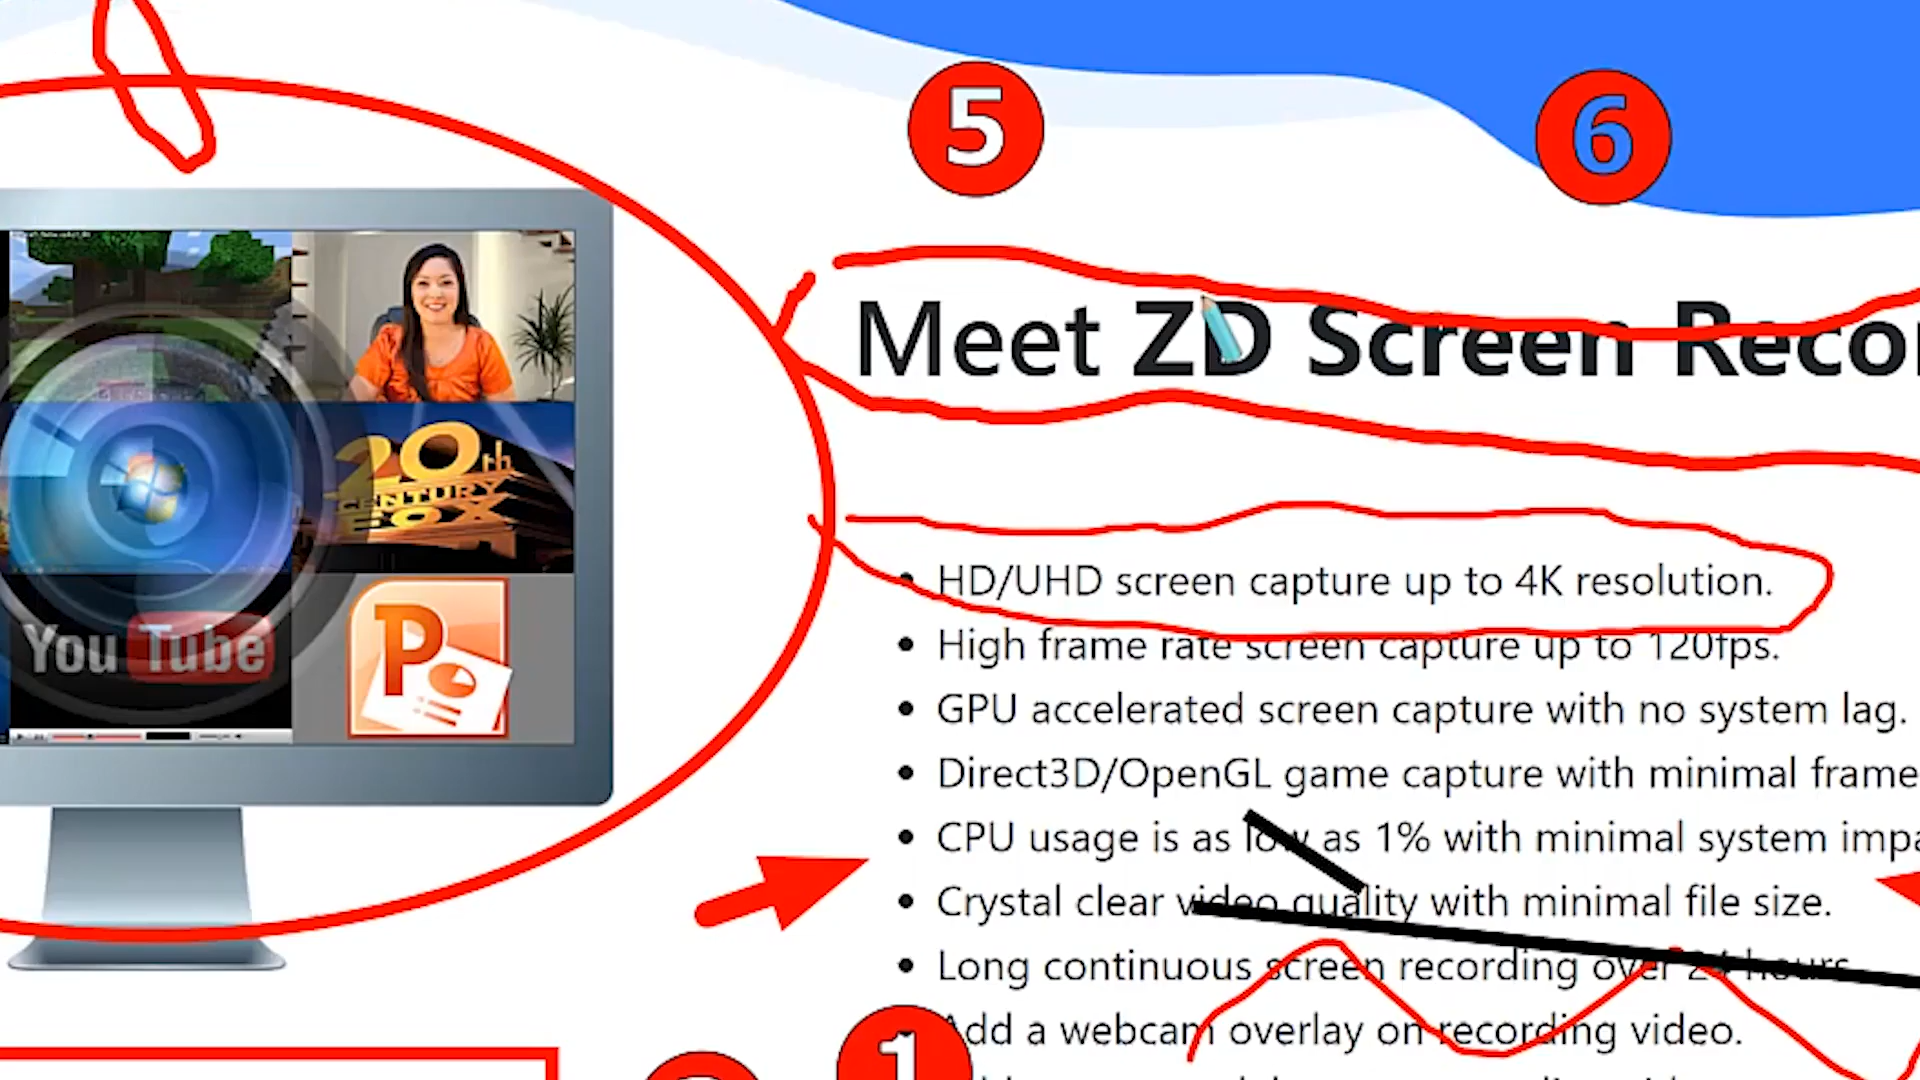 5
6
Meet ZD Screen Recor
20th
CENTURY
FOX
You Tube
P
HD/UHD screen capture up to 4K resolution.
High frame rate screen capture up to 120fps.
GPU accelerated screen capture with no system lag.
Direct3D/OpenGL game capture with minimal frame
CPU usage is as low as 1% with minimal system impa
Crystal clear video quality with minimal file size.
Long continuous screen recording over 24 hours
Add a webcam overlay on recording video.
1